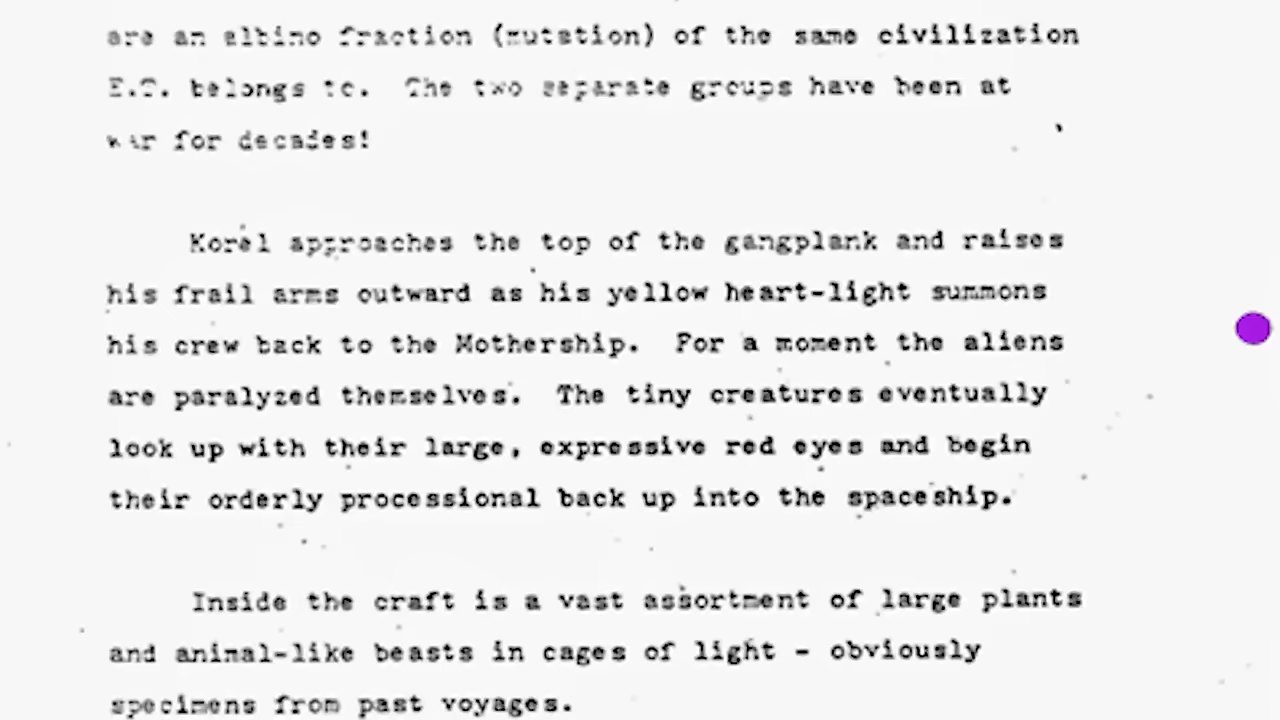 are an albino fraction (mutation) of the same civilization
E.T. belongs to.  The two separate groups have been at
war for decades!
Korel approaches the top of the gangplank and raises
his frail arms outward as his yellow heart-light summons
his crew back to the Mothership.  For a moment the aliens
are paralyzed themselves.  The tiny creatures eventually
look up with their large, expressive red eyes and begin
their orderly processional back up into the spaceship.
Inside the craft is a vast assortment of large plants
and animal-like beasts in cages of light - obviously
specimens from past voyages.